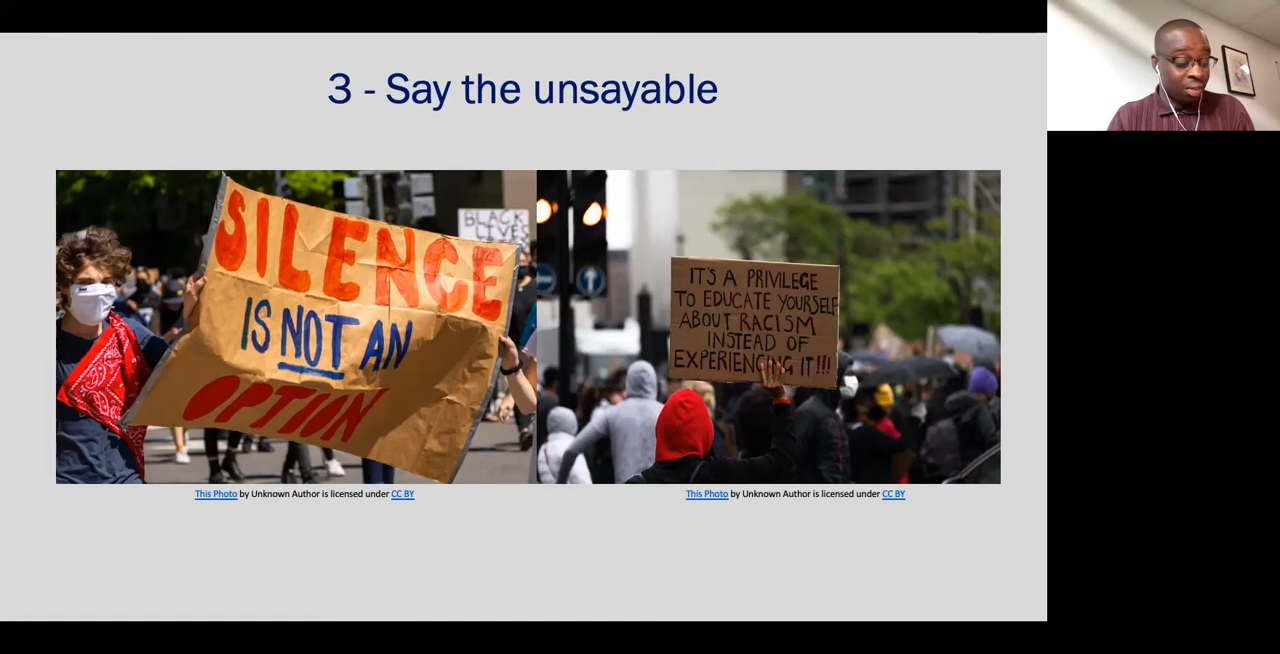 3 - Say the unsayable
SILENCE
IS NOT AN
OPTION
BLACK
LIVES
IT'S A PRIVILEGE
TO EDUCATE YOURSELF
ABOUT RACISM
INSTEAD OF
EXPERIENCING IT!!!
This Photo by Unknown Author is licensed under CC BY
This Photo by Unknown Author is licensed under CC BY